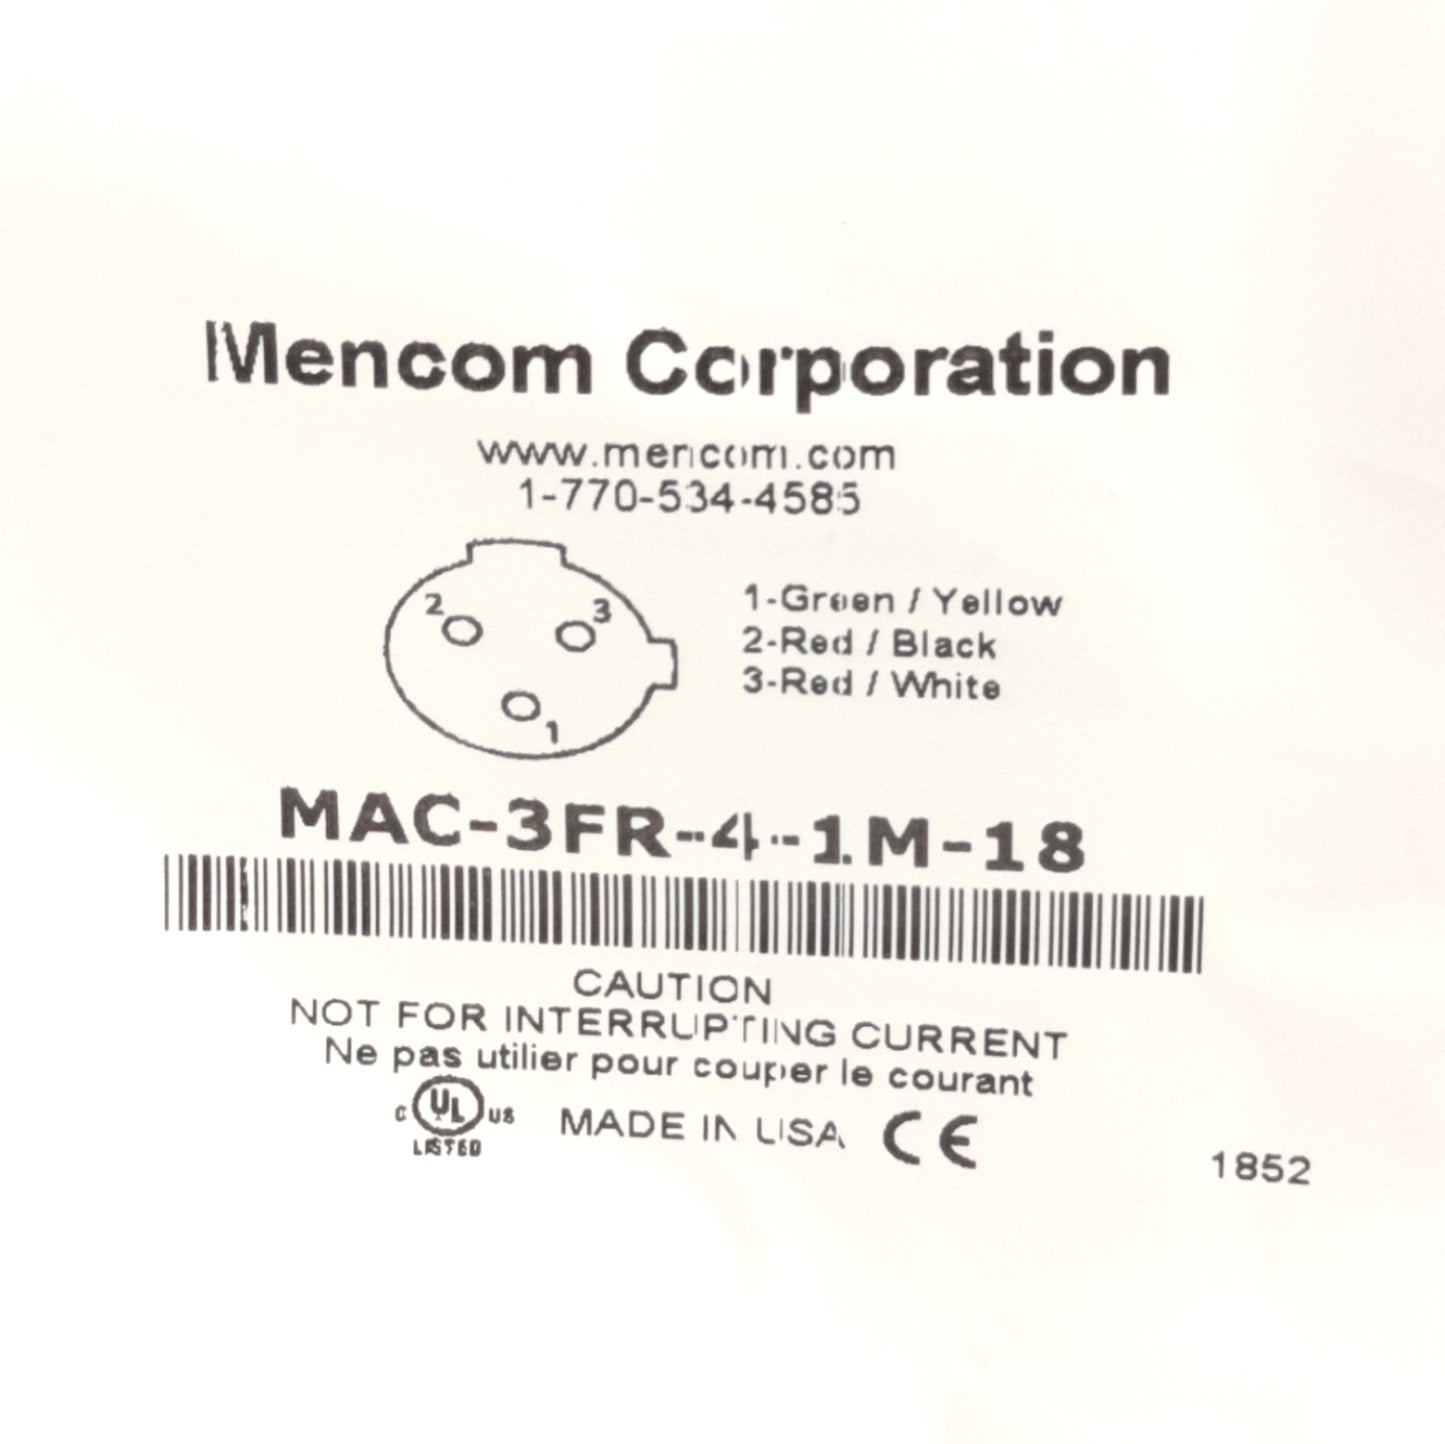 Mencom Corporation
www.mencom.com
1-770-534-4585
2
3
1
1-Green / Yellow
2-Red / Black
3-Red / White
MAC-3FR-4-1M-18
CAUTION
NOT FOR INTERRUPTING CURRENT
Ne pas utilier pour couper le courant
C UL US
LISTED
MADE IN USA CE
1852